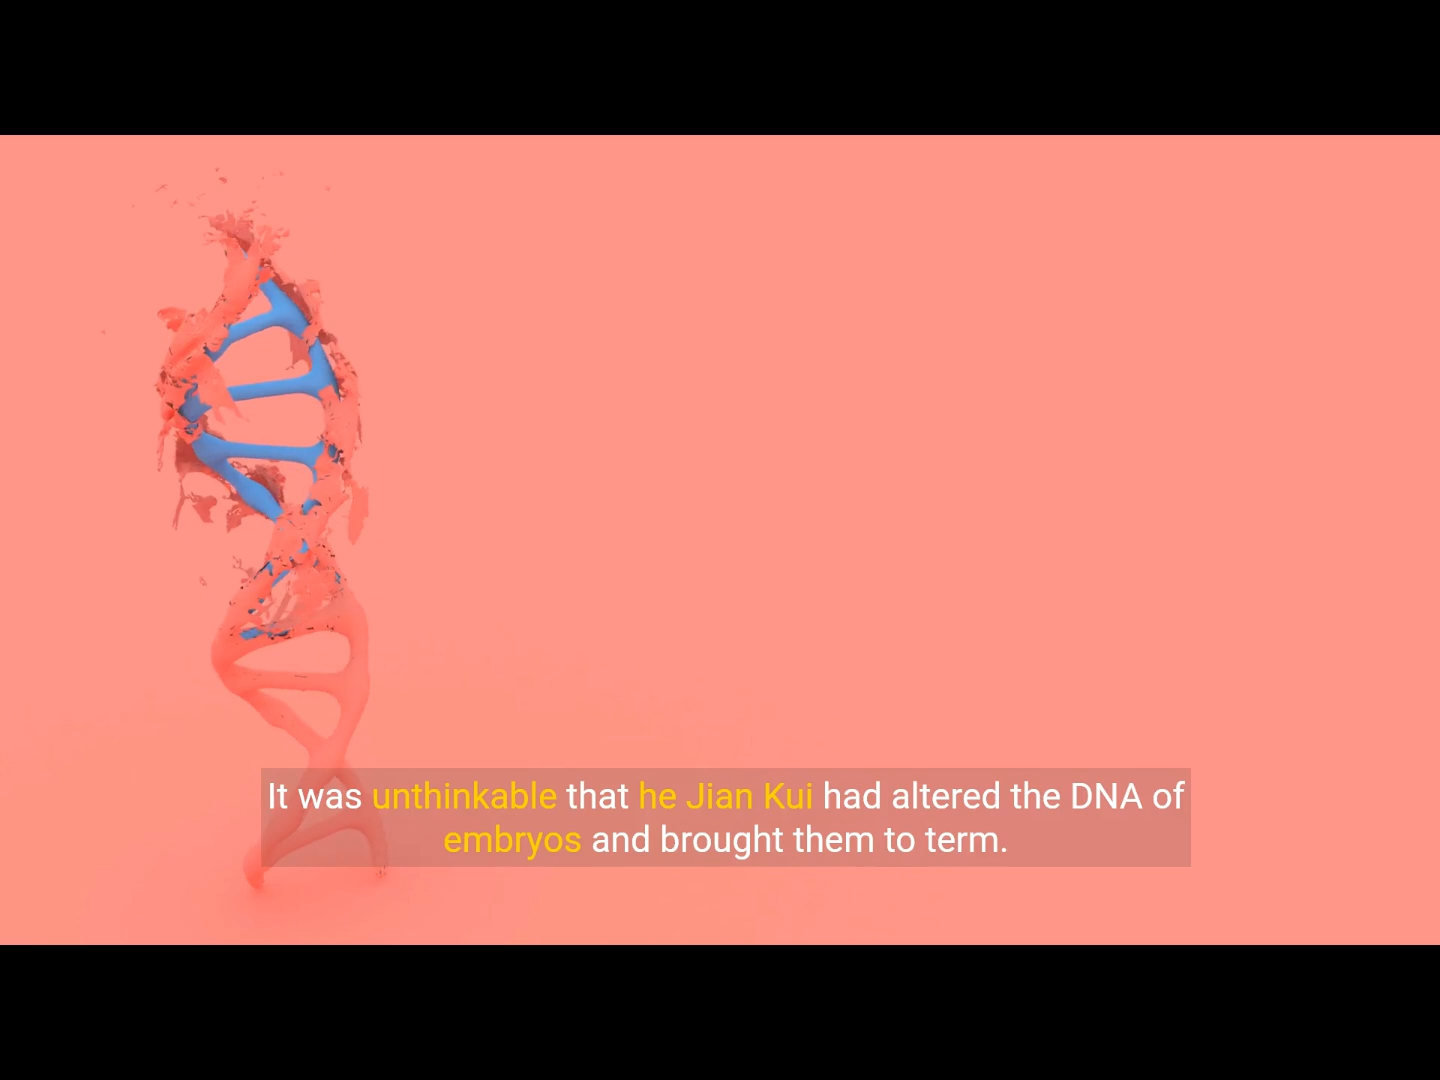 It was unthinkable that he Jian Kui had altered the DNA of
embryos and brought them to term.